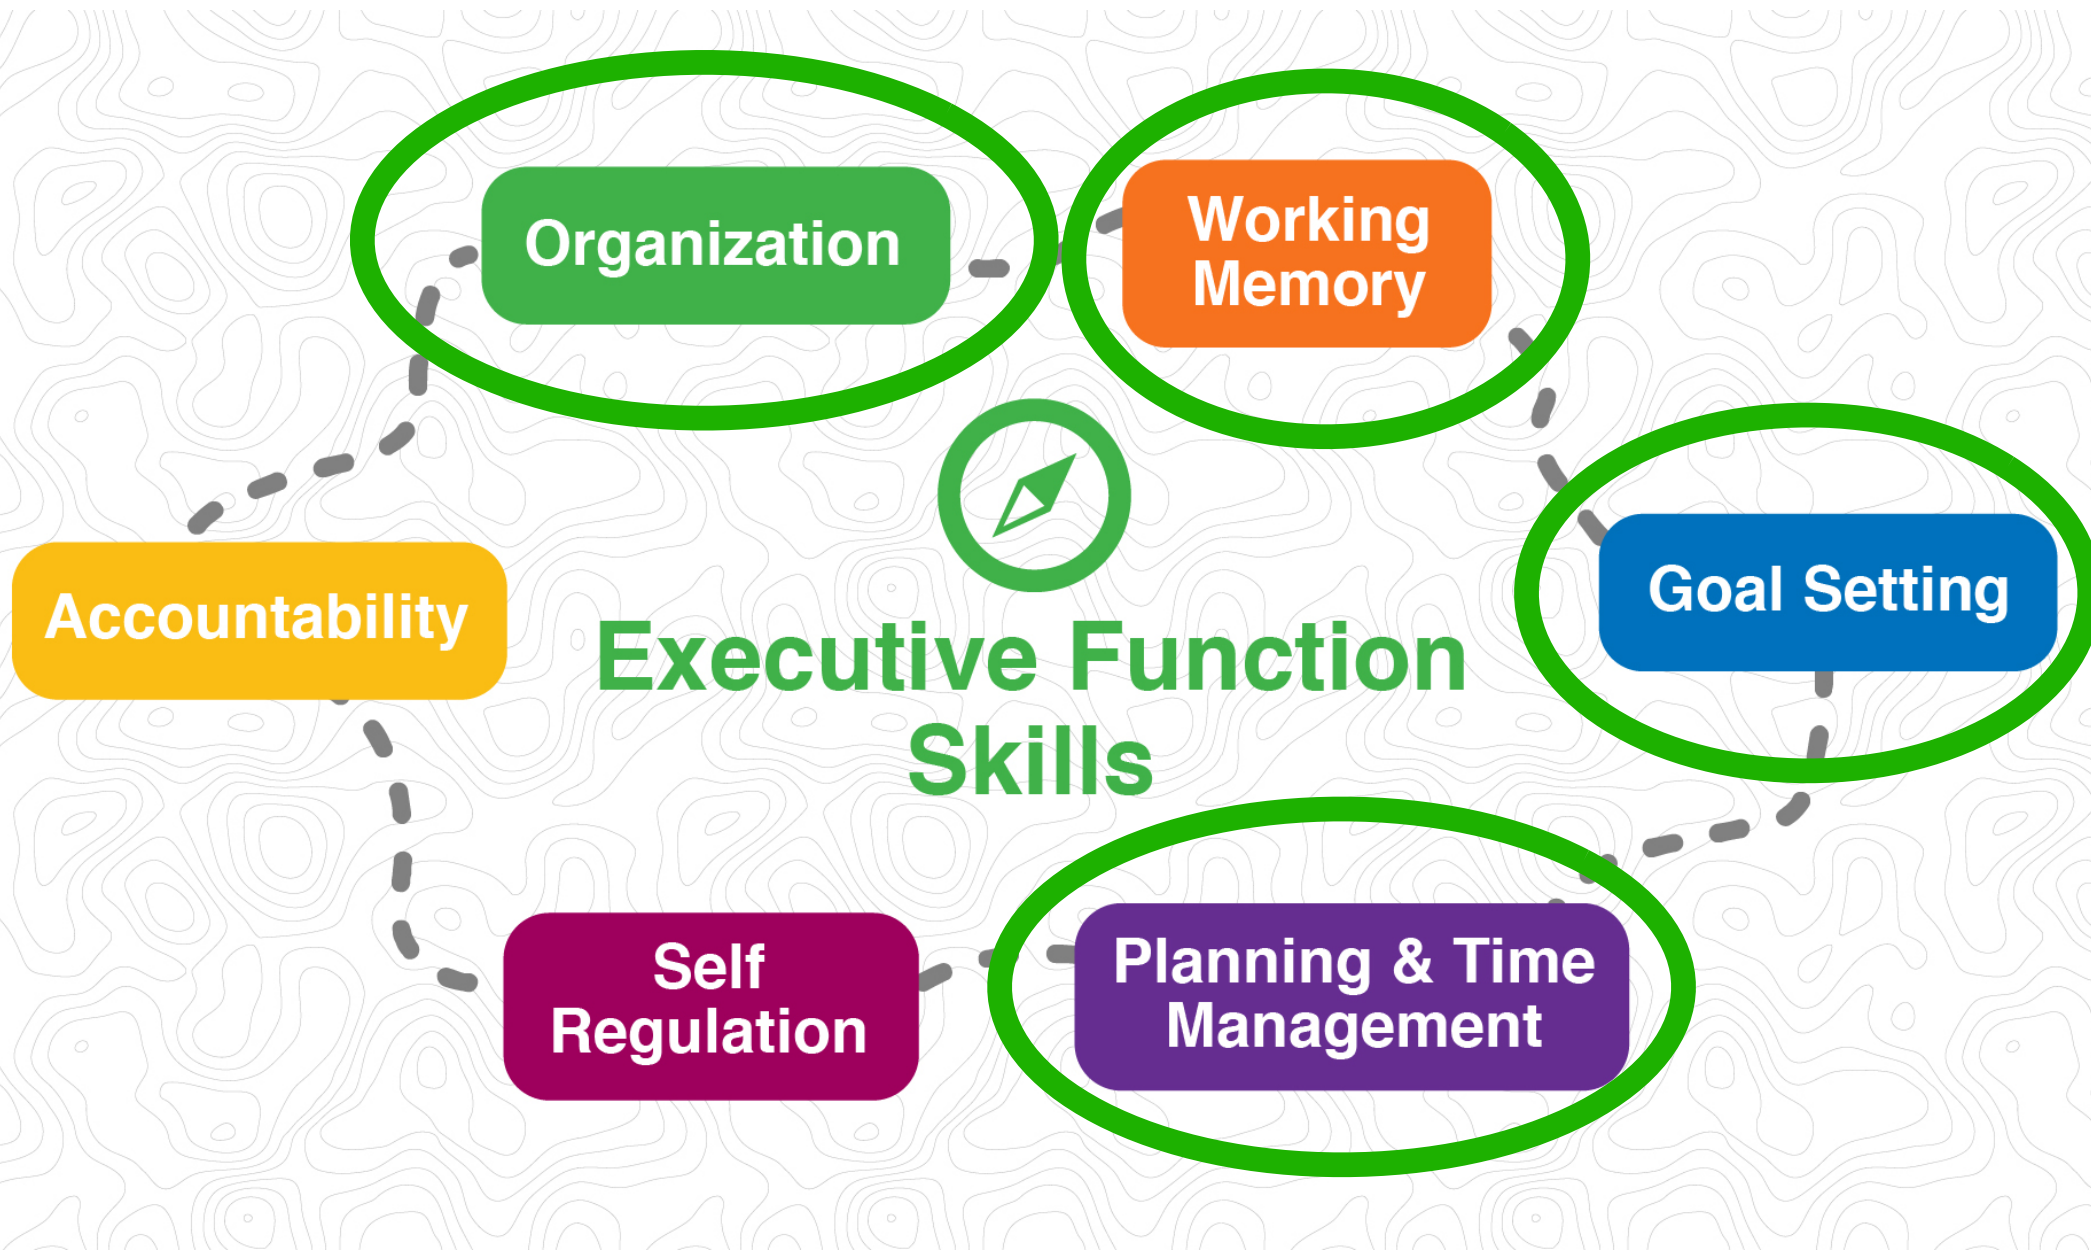 Organization
Working
Memory
Goal Setting
Accountability
Executive Function
Skills
Self
Regulation
Planning & Time
Management